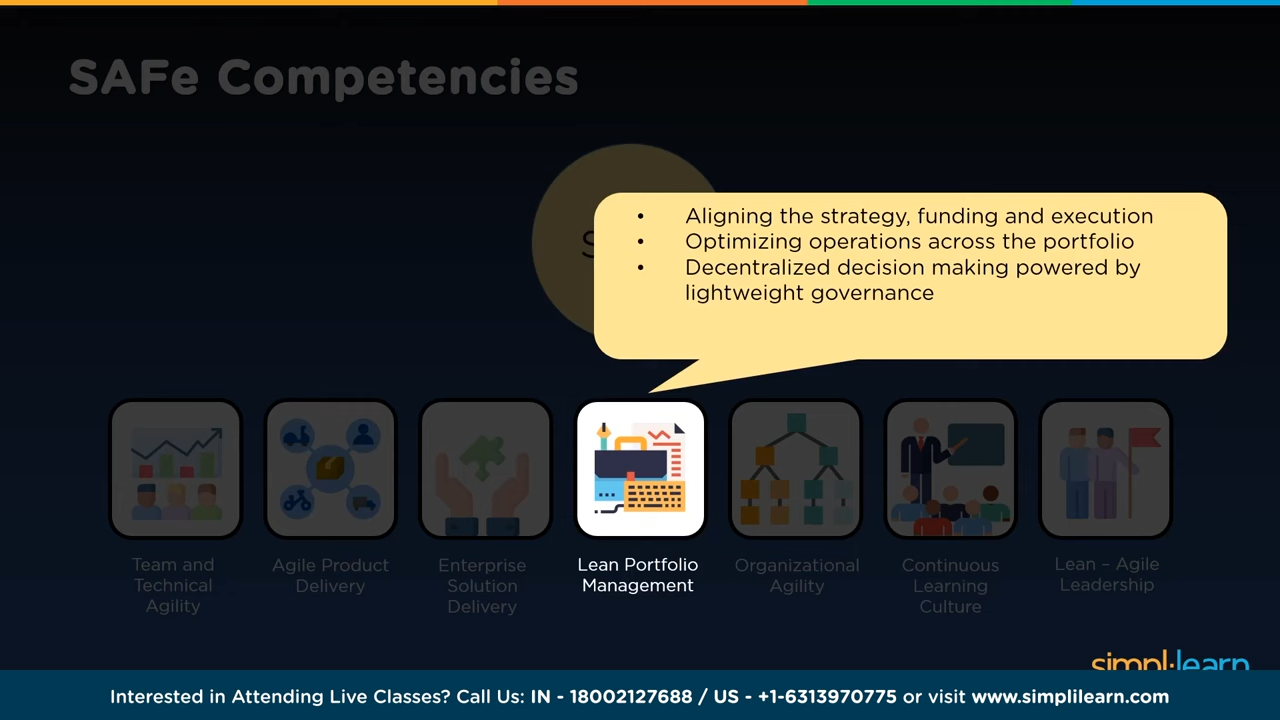 SAFe Competencies
S
• Aligning the strategy, funding and execution
• Optimizing operations across the portfolio
• Decentralized decision making powered by
lightweight governance
Team and
Technical
Agility
Agile Product
Delivery
Enterprise
Solution
Delivery
Lean Portfolio
Management
Organizational
Agility
Continuous
Learning
Culture
Lean – Agile
Leadership
simpl·learn
Interested in Attending Live Classes? Call Us: IN - 18002127688 / US - +1-6313970775 or visit www.simplilearn.com